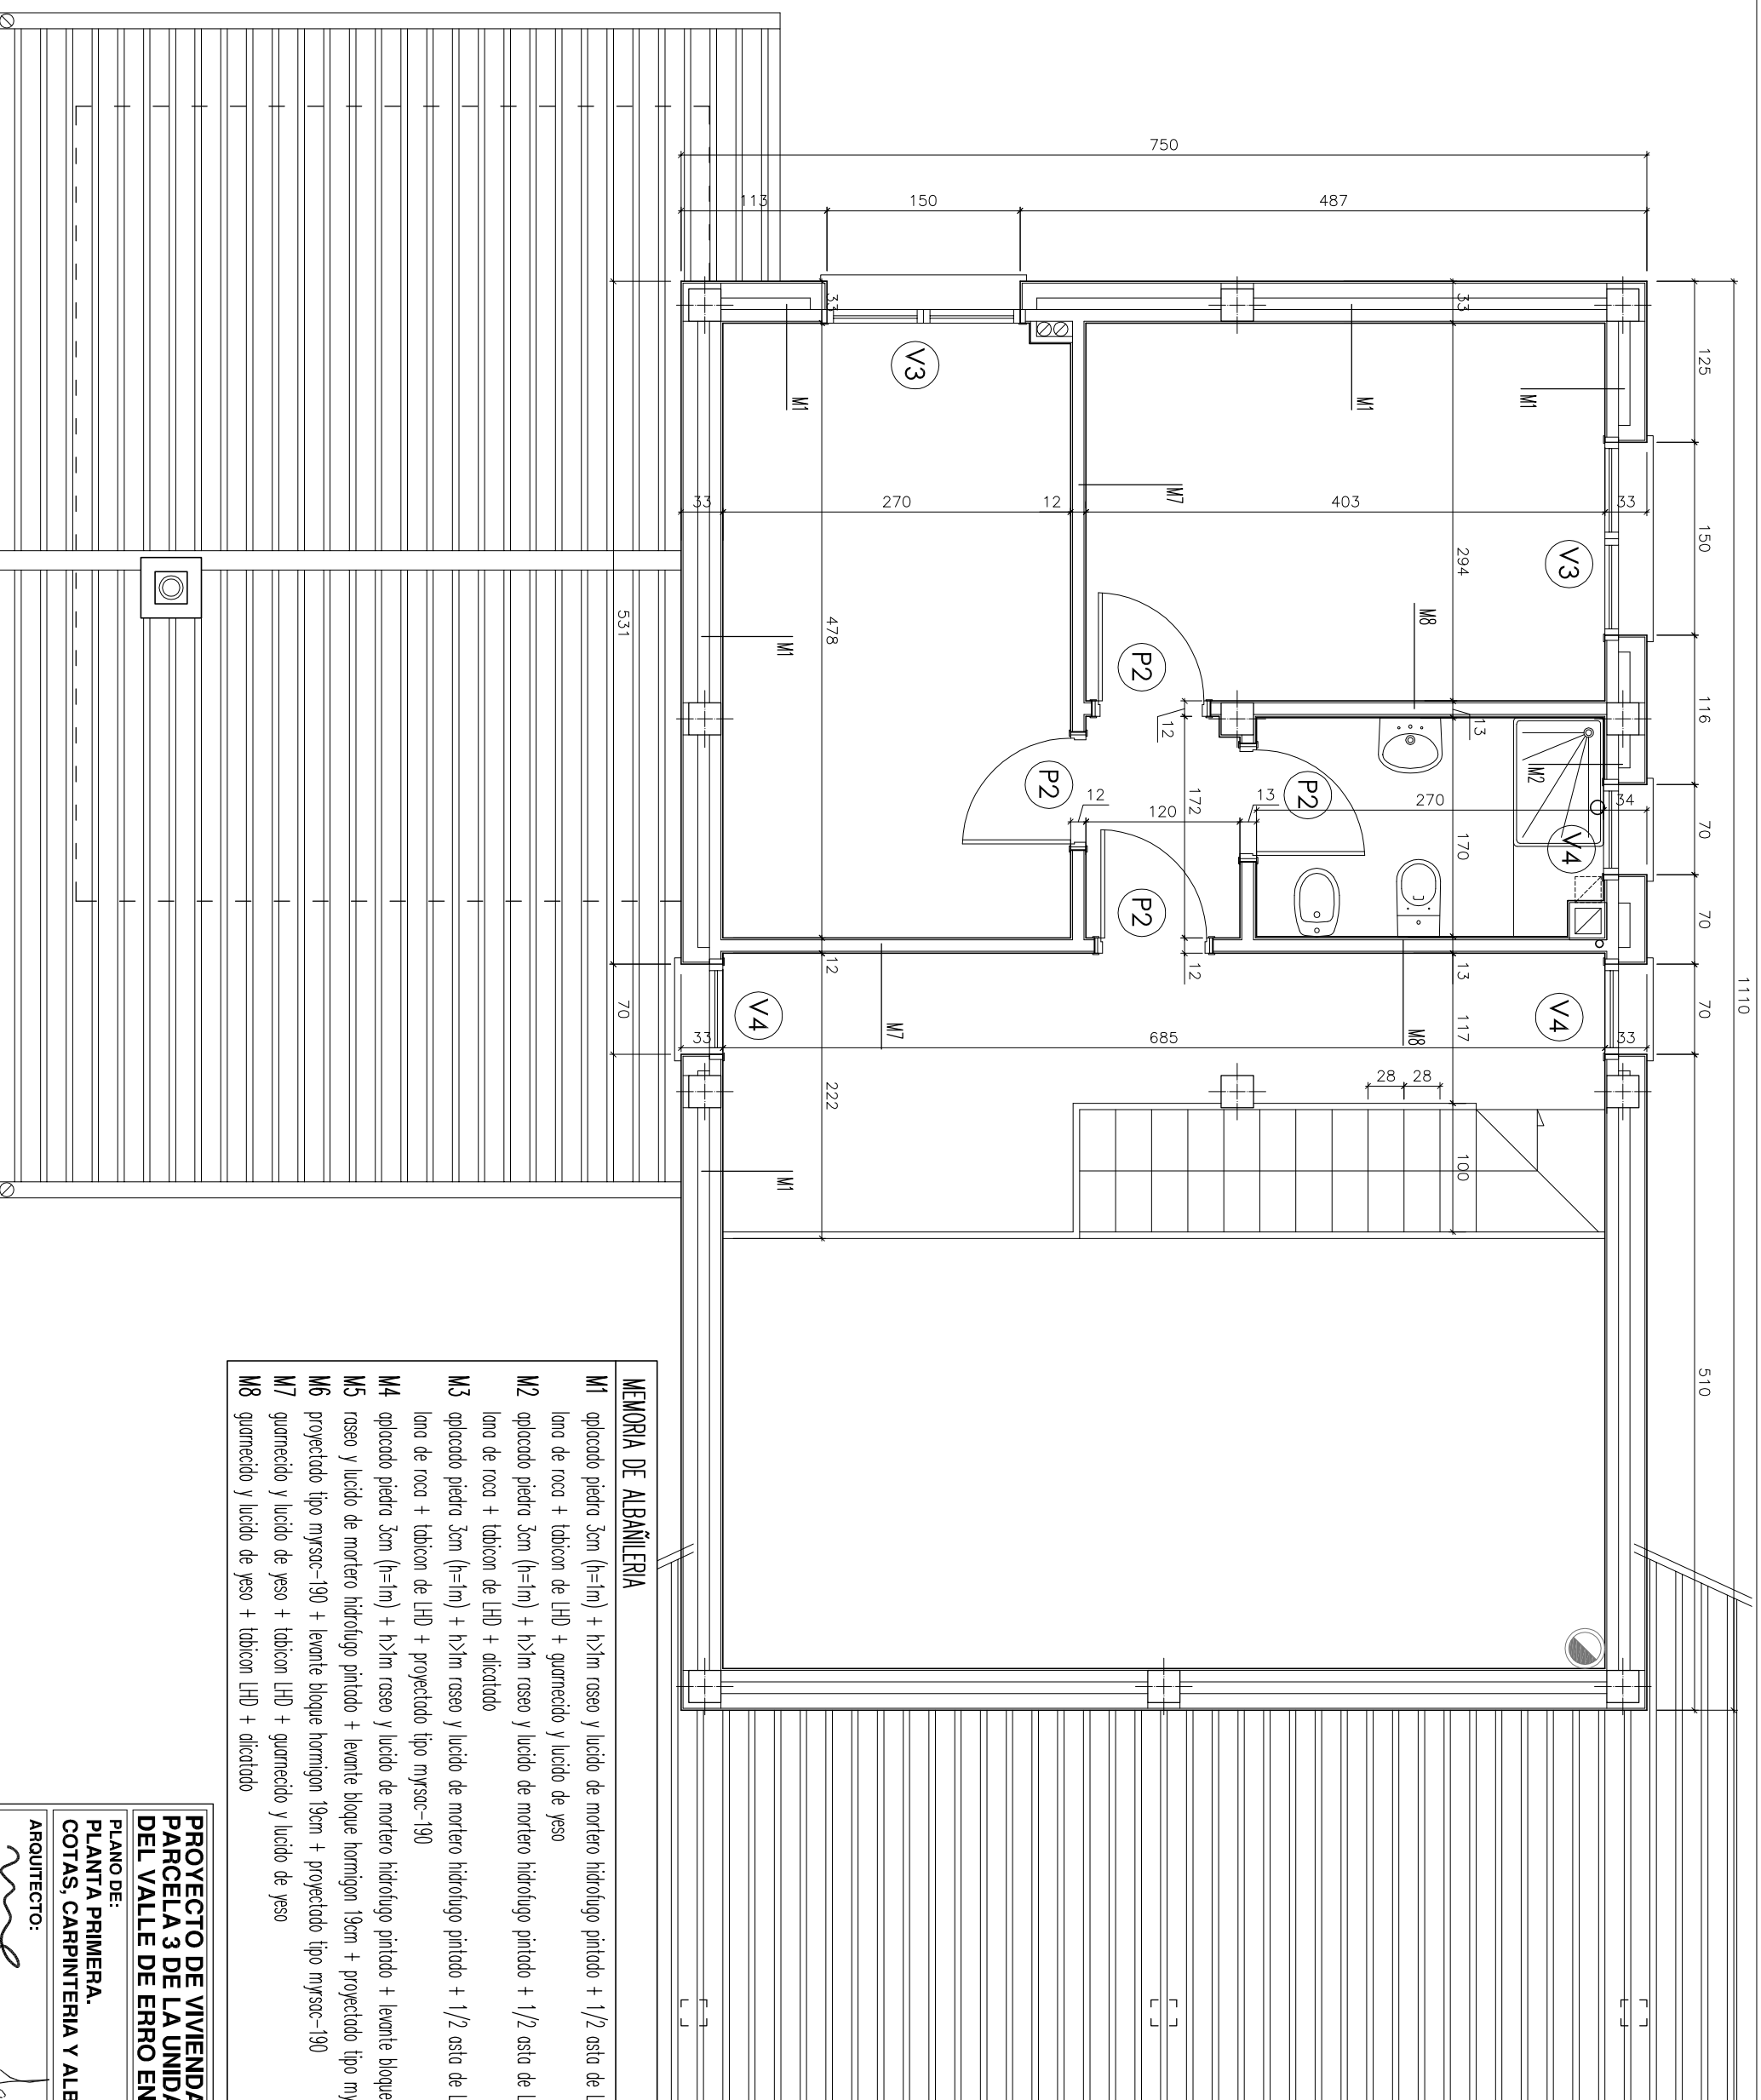 750
113
150
487
1110
125
150
116
70
70
70
510
33
33
V3
M1
M1
M1
33
270
12
403
33
M7
V3
294
531
478
M1
M8
P2
12
13
P2
12
120
172
13
P2
270
34
M2
V4
170
P2
70
12
12
13
V4
M7
M8
V4
33
685
117
33
28
28
222
100
M1
MEMORIA DE ALBAÑILERIA
M1 aplacado piedra 3cm (h=1m) + h>1m raseo y lucido de mortero hidrofugo pintado + 1/2 asta de L
lana de roca + tabicon de LHD + guarnecido y lucido de yeso
M2 aplacado piedra 3cm (h=1m) + h>1m raseo y lucido de mortero hidrofugo pintado + 1/2 asta de L
lana de roca + tabicon de LHD + alicatado
M3 aplacado piedra 3cm (h=1m) + h>1m raseo y lucido de mortero hidrofugo pintado + 1/2 asta de L
lana de roca + tabicon de LHD + proyectado tipo myrsac-190
M4 aplacado piedra 3cm (h=1m) + h>1m raseo y lucido de mortero hidrofugo pintado + levante bloque
M5 raseo y lucido de mortero hidrofugo pintado + levante bloque hormigon 19cm + proyectado tipo my
M6 proyectado tipo myrsac-190 + levante bloque hormigon 19cm + proyectado tipo myrsac-190
M7 guarnecido y lucido de yeso + tabicon LHD + guarnecido y lucido de yeso
M8 guarnecido y lucido de yeso + tabicon LHD + alicatado
PROYECTO DE VIVIENDA
PARCELA 3 DE LA UNIDA
DEL VALLE DE ERRO EN
PLANO DE:
PLANTA PRIMERA.
COTAS, CARPINTERIA Y ALB
ARQUITECTO: